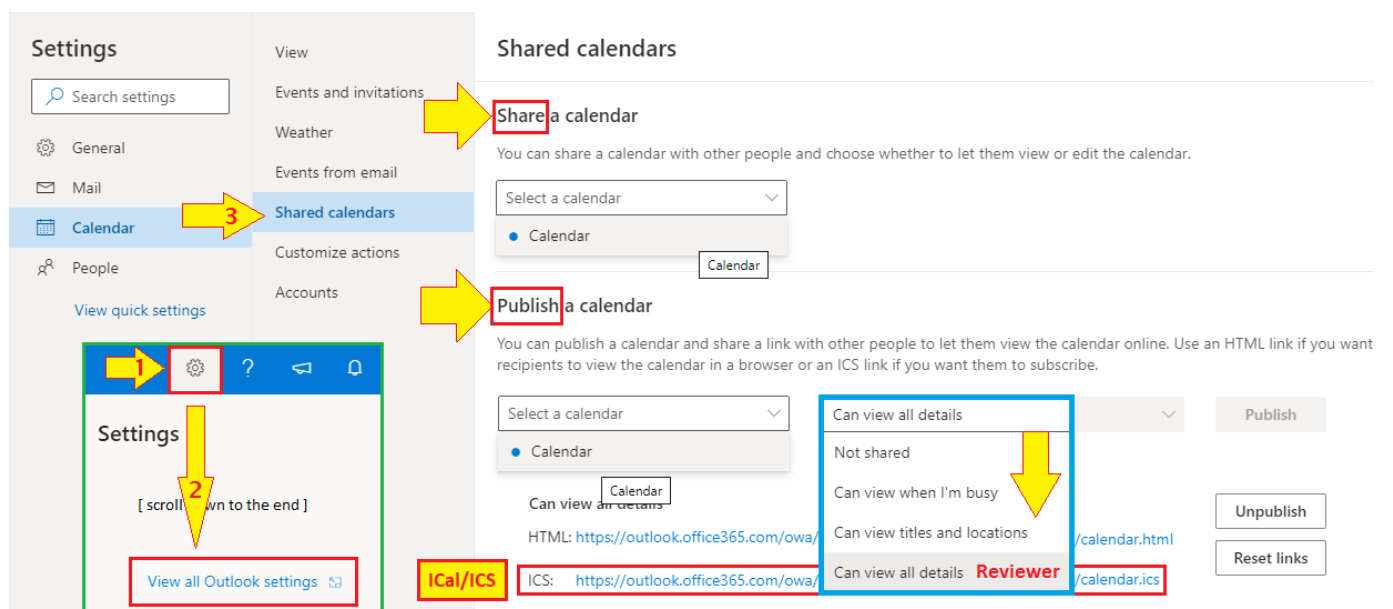 Settings
Search settings
General
Mail
Calendar
People
View quick settings
1
?
Settings
2
[ scroll down to the end ]
View all Outlook settings
View
Events and invitations
Weather
Events from email
3
Shared calendars
Customize actions
Accounts
Shared calendars
Share a calendar
You can share a calendar with other people and choose whether to let them view or edit the calendar.
Select a calendar
Calendar
Calendar
Publish a calendar
You can publish a calendar and share a link with other people to let them view the calendar online. Use an HTML link if you want
recipients to view the calendar in a browser or an ICS link if you want them to subscribe.
Select a calendar
Calendar
Calendar
Can view all details
Not shared
Can view when I'm busy
Can view titles and locations
Can view all details Reviewer
Publish
Can view all details
HTML: https://outlook.office365.com/owa/ /calendar.html
ICal/ICS
ICS: https://outlook.office365.com/owa/ /calendar.ics
Unpublish
Reset links